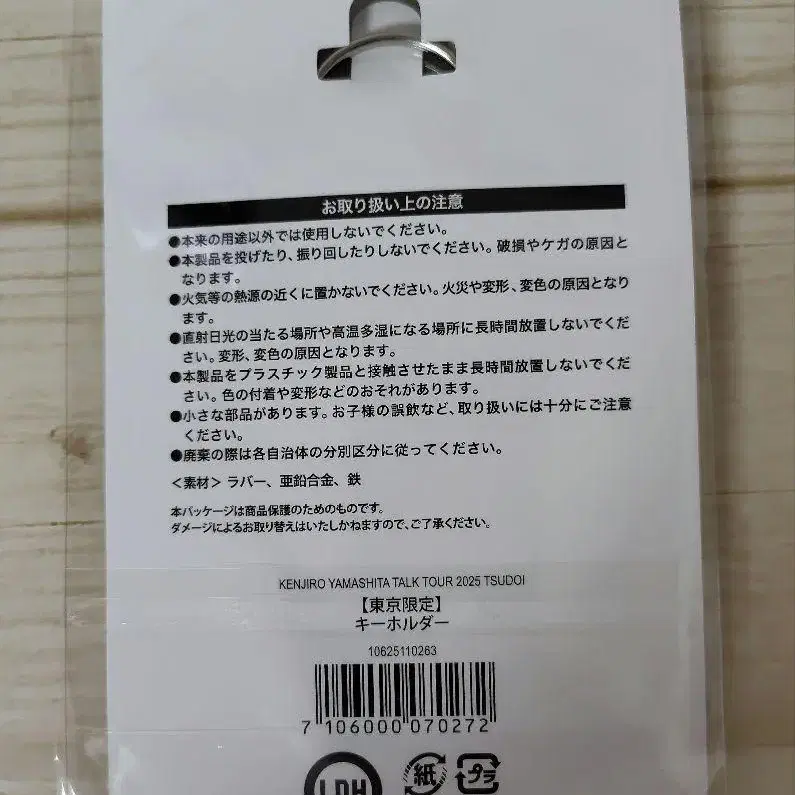 お取り扱い上の注意
●本来の用途以外では使用しないでください。
●本製品を投げたり、振り回したりしないでください。破損やケガの原因と
なります。
●火気等の熱源の近くに置かないでください。火災や変形、変色の原因となり
ます。
●直射日光の当たる場所や高温多湿になる場所に長時間放置しないでくだ
さい。変形、変色の原因となります。
●本製品をプラスチック製品と接触させたまま長時間放置しないでくだ
さい。色の付着や変形などのおそれがあります。
●小さな部品があります。お子様の誤飲など、取り扱いには十分にご注意
ください。
●廃棄の際は各自治体の分別区分に従ってください。
＜素材＞ラバー、亜鉛合金、鉄
本パッケージは商品保護のためのものです。
ダメージによるお取り替えはいたしかねますので、ご了承ください。
KENJIRO YAMASHITA TALK TOUR 2025 TSUDOI
【東京限定】
キーホルダー
10625110263
7 106000 070272
LDH 紙 プラ